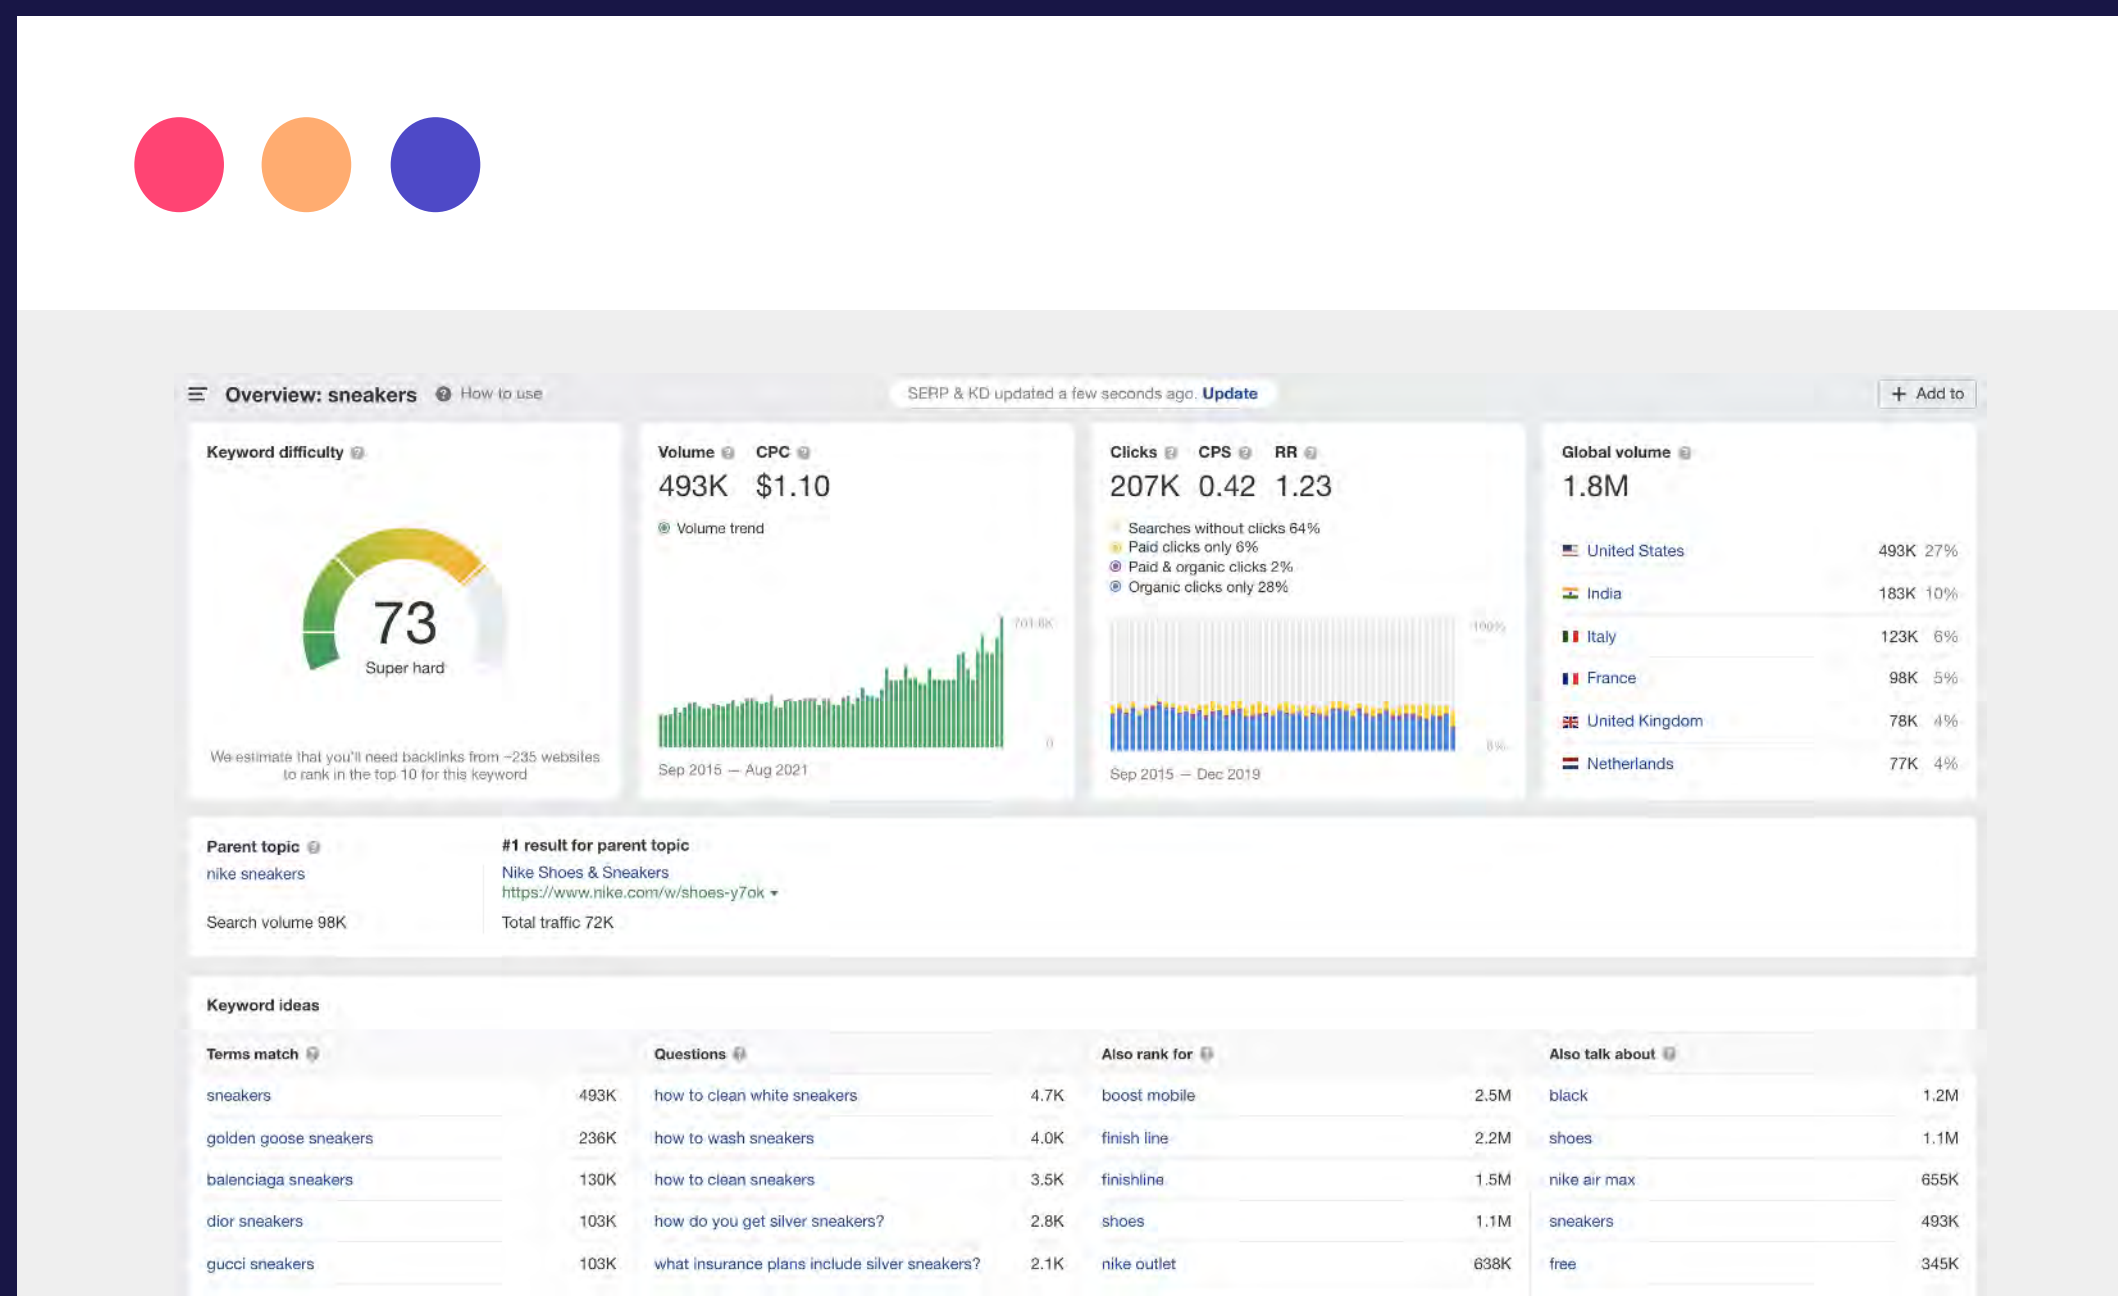 Overview: sneakers How to use SERP & KD updated a few seconds ago. Update + Add to
Keyword difficulty
73
Super hard
We estimate that you'll need backlinks from ~235 websites
to rank in the top 10 for this keyword
Volume CPC
493K $1.10
Volume trend
701.6K
0
Sep 2015 — Aug 2021
Clicks CPS RR
207K 0.42 1.23
Searches without clicks 64%
Paid clicks only 6%
Paid & organic clicks 2%
Organic clicks only 28%
100%
Sep 2015 — Dec 2019
Global volume
1.8M
United States 493K 27%
India 183K 10%
Italy 123K 6%
France 98K 5%
United Kingdom 78K 4%
Netherlands 77K 4%
Parent topic
nike sneakers
Search volume 98K
#1 result for parent topic
Nike Shoes & Sneakers
https://www.nike.com/w/shoes-y7ok
Total traffic 72K
Keyword ideas
Terms match
sneakers 493K
golden goose sneakers 236K
balenciaga sneakers 130K
dior sneakers 103K
gucci sneakers 103K
Questions
how to clean white sneakers 4.7K
how to wash sneakers 4.0K
how to clean sneakers 3.5K
how do you get silver sneakers? 2.8K
what insurance plans include silver sneakers? 2.1K
Also rank for
boost mobile 2.5M
finish line 2.2M
finishline 1.5M
shoes 1.1M
nike outlet 638K
Also talk about
black 1.2M
shoes 1.1M
nike air max 655K
sneakers 493K
free 345K